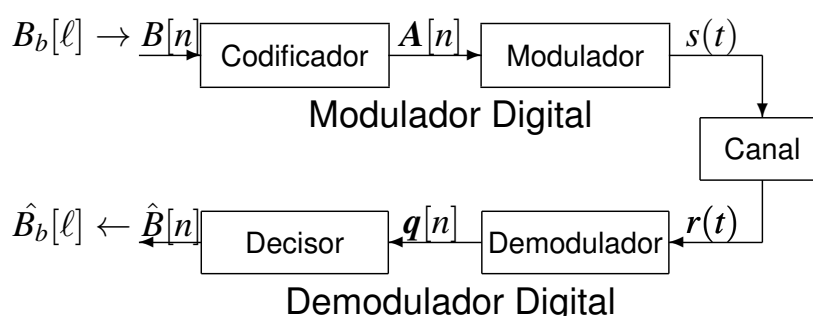 B_b[ℓ] → B[n] Codificador A[n] Modulador s(t)
Modulador Digital
Canal
B̂_b[ℓ] ← B̂[n] Decisor q[n] Demodulador r(t)
Demodulador Digital